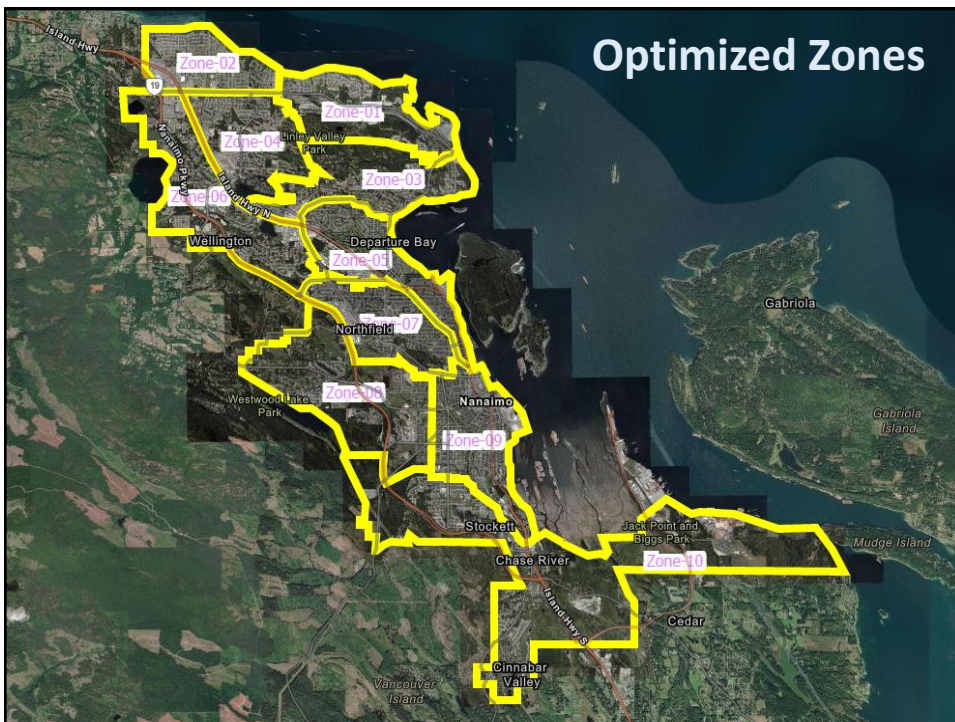 Optimized Zones
Island Hwy
Zone-02
19
Zone-01
Nanaimo Pkwy
Zone-04
Linley Valley
Park
Zone-03
Island Hwy N
Zone-06
Wellington
Departure Bay
Zone-05
Gabriola
Northfield
Zone-07
Westwood Lake
Park
Zone-08
Nanaimo
Gabriola
Island
Zone-09
Stockett
Jack Point and
Biggs Park
Mudge Island
Chase River
Zone-10
Island Hwy S
Cedar
Cinnabar
Valley
Vancouver
Island